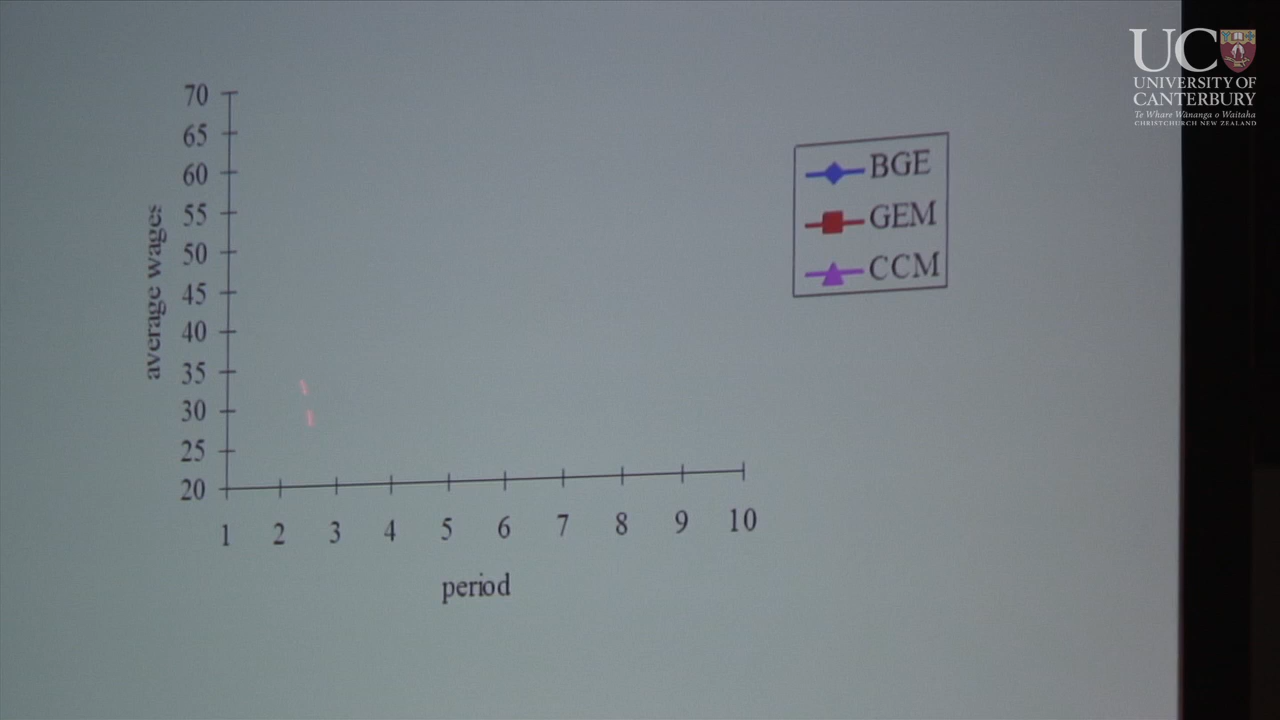 UC
UNIVERSITY OF
CANTERBURY
Te Whare Wānanga o Waitaha
CHRISTCHURCH NEW ZEALAND
70
65
60
55
50
45
40
35
30
25
20
average wages
1 2 3 4 5 6 7 8 9 10
period
BGE
GEM
CCM